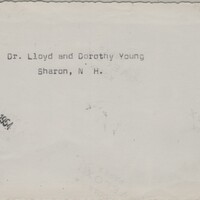 Dr. Lloyd and Dorothy Young
Sharon, N H.